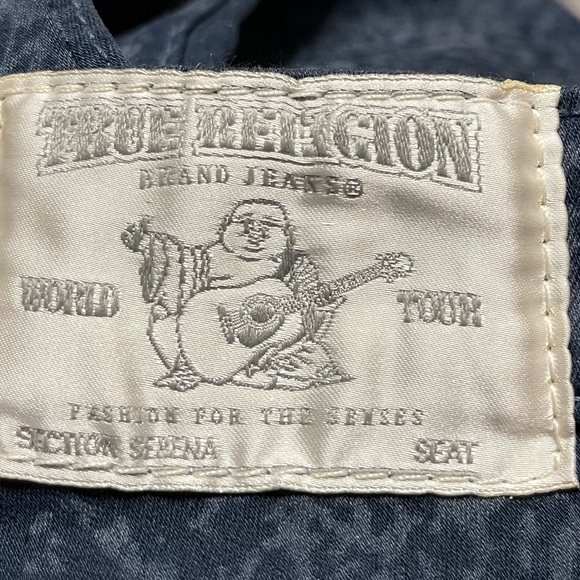 TRUE RELIGION
BRAND JEANS®
WORLD TOUR
FASHION FOR THE SENSES
SECTION SERENA SEAT